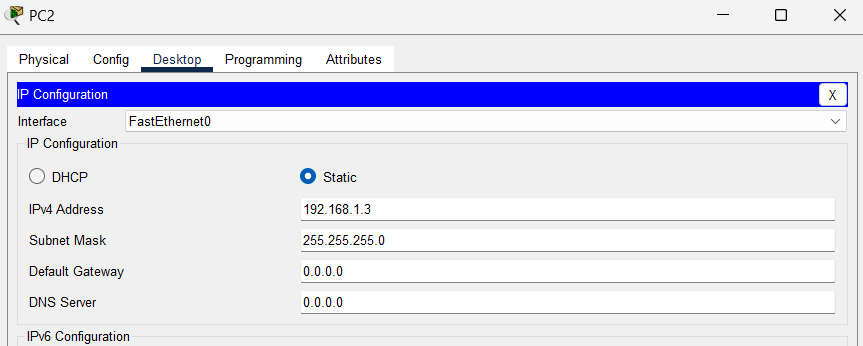 PC2
Physical Config Desktop Programming Attributes
IP Configuration X
Interface FastEthernet0
IP Configuration
DHCP Static
IPv4 Address 192.168.1.3
Subnet Mask 255.255.255.0
Default Gateway 0.0.0.0
DNS Server 0.0.0.0
IPv6 Configuration